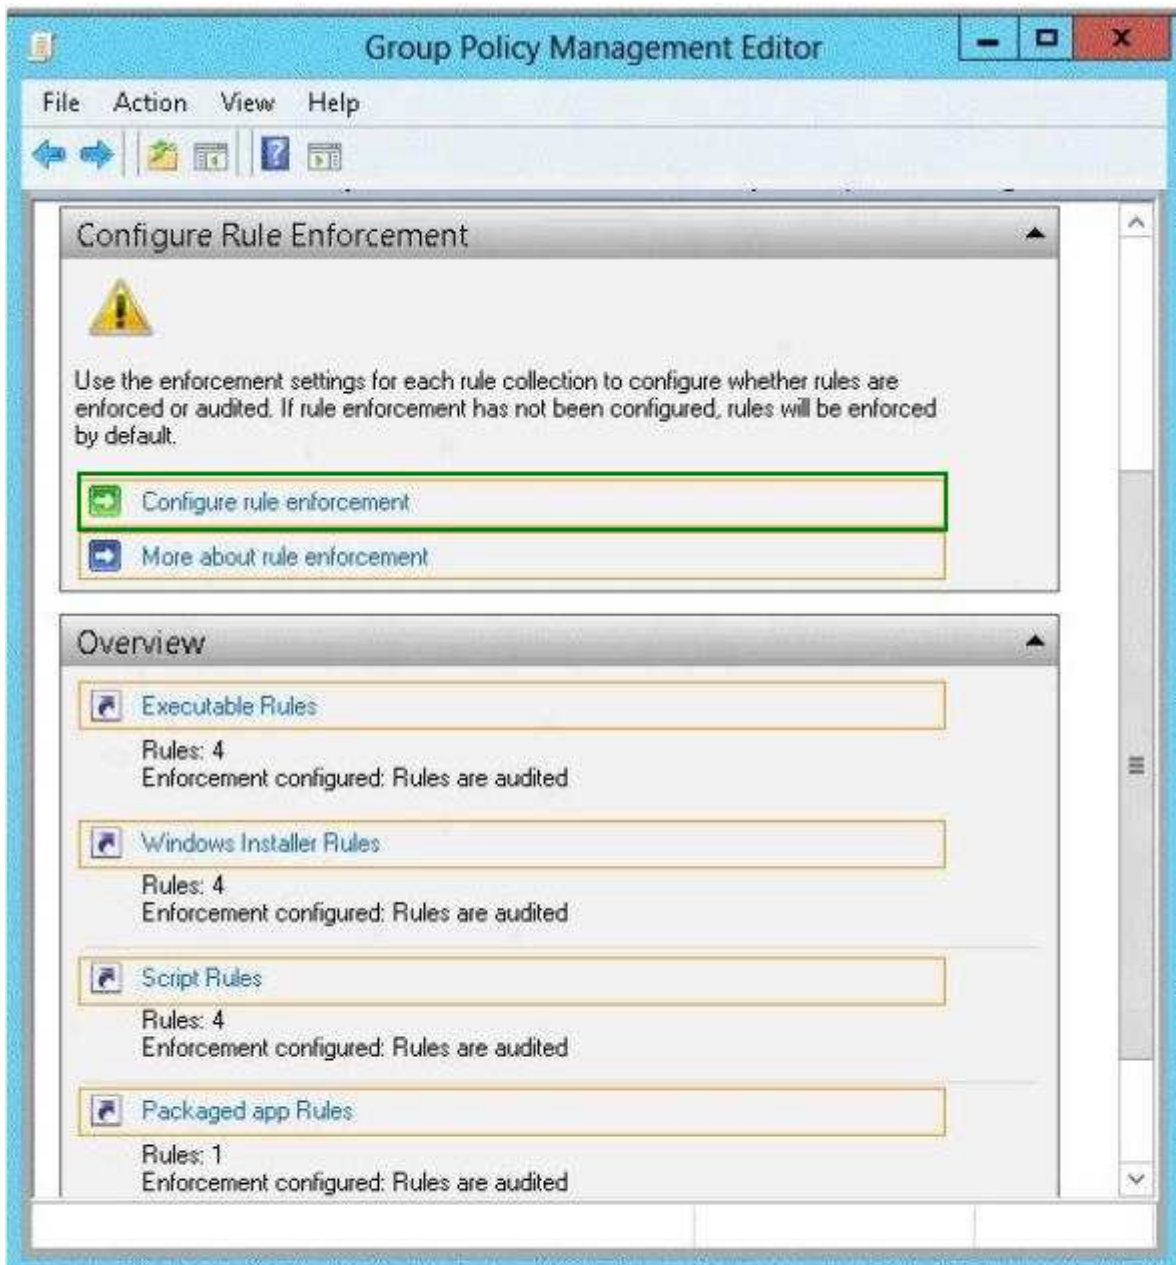 Group Policy Management Editor
File Action View Help
Configure Rule Enforcement
Use the enforcement settings for each rule collection to configure whether rules are
enforced or audited. If rule enforcement has not been configured, rules will be enforced
by default.
Configure rule enforcement
More about rule enforcement
Overview
Executable Rules
Rules: 4
Enforcement configured: Rules are audited
Windows Installer Rules
Rules: 4
Enforcement configured: Rules are audited
Script Rules
Rules: 4
Enforcement configured: Rules are audited
Packaged app Rules
Rules: 1
Enforcement configured: Rules are audited